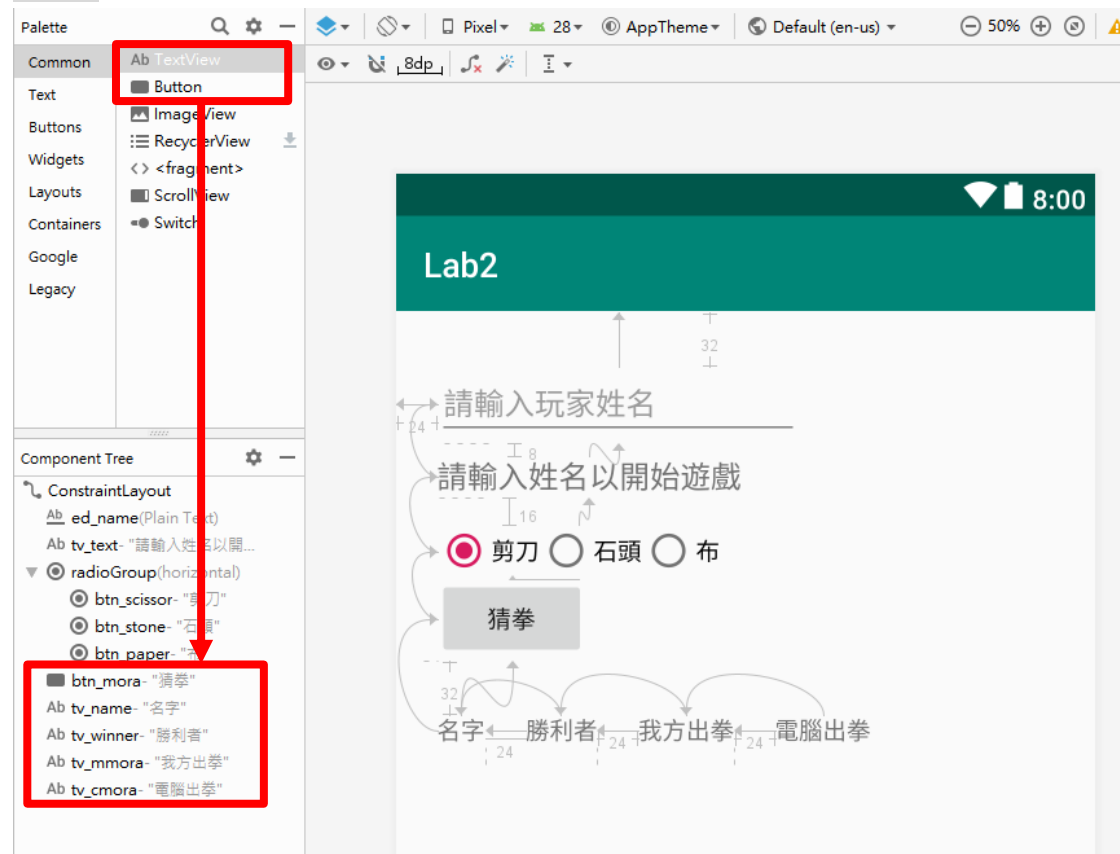 Palette
Common
Text
Buttons
Widgets
Layouts
Containers
Google
Legacy
Ab TextView
Button
ImageView
RecyclerView
<> <fragment>
ScrollView
Switch
Pixel 28 AppTheme Default (en-us) 50%
8dp
Component Tree
ConstraintLayout
Ab ed_name(Plain Text)
Ab tv_text- "請輸入姓名以開...
radioGroup(horizontal)
btn_scissor- "剪刀"
btn_stone- "石頭"
btn_paper- "布"
btn_mora- "猜拳"
Ab tv_name- "名字"
Ab tv_winner- "勝利者"
Ab tv_mmora- "我方出拳"
Ab tv_cmora- "電腦出拳"
8:00
Lab2
32
請輸入玩家姓名
24
8
請輸入姓名以開始遊戲
16
剪刀 石頭 布
猜拳
32
名字 勝利者 我方出拳 電腦出拳
24 24 24